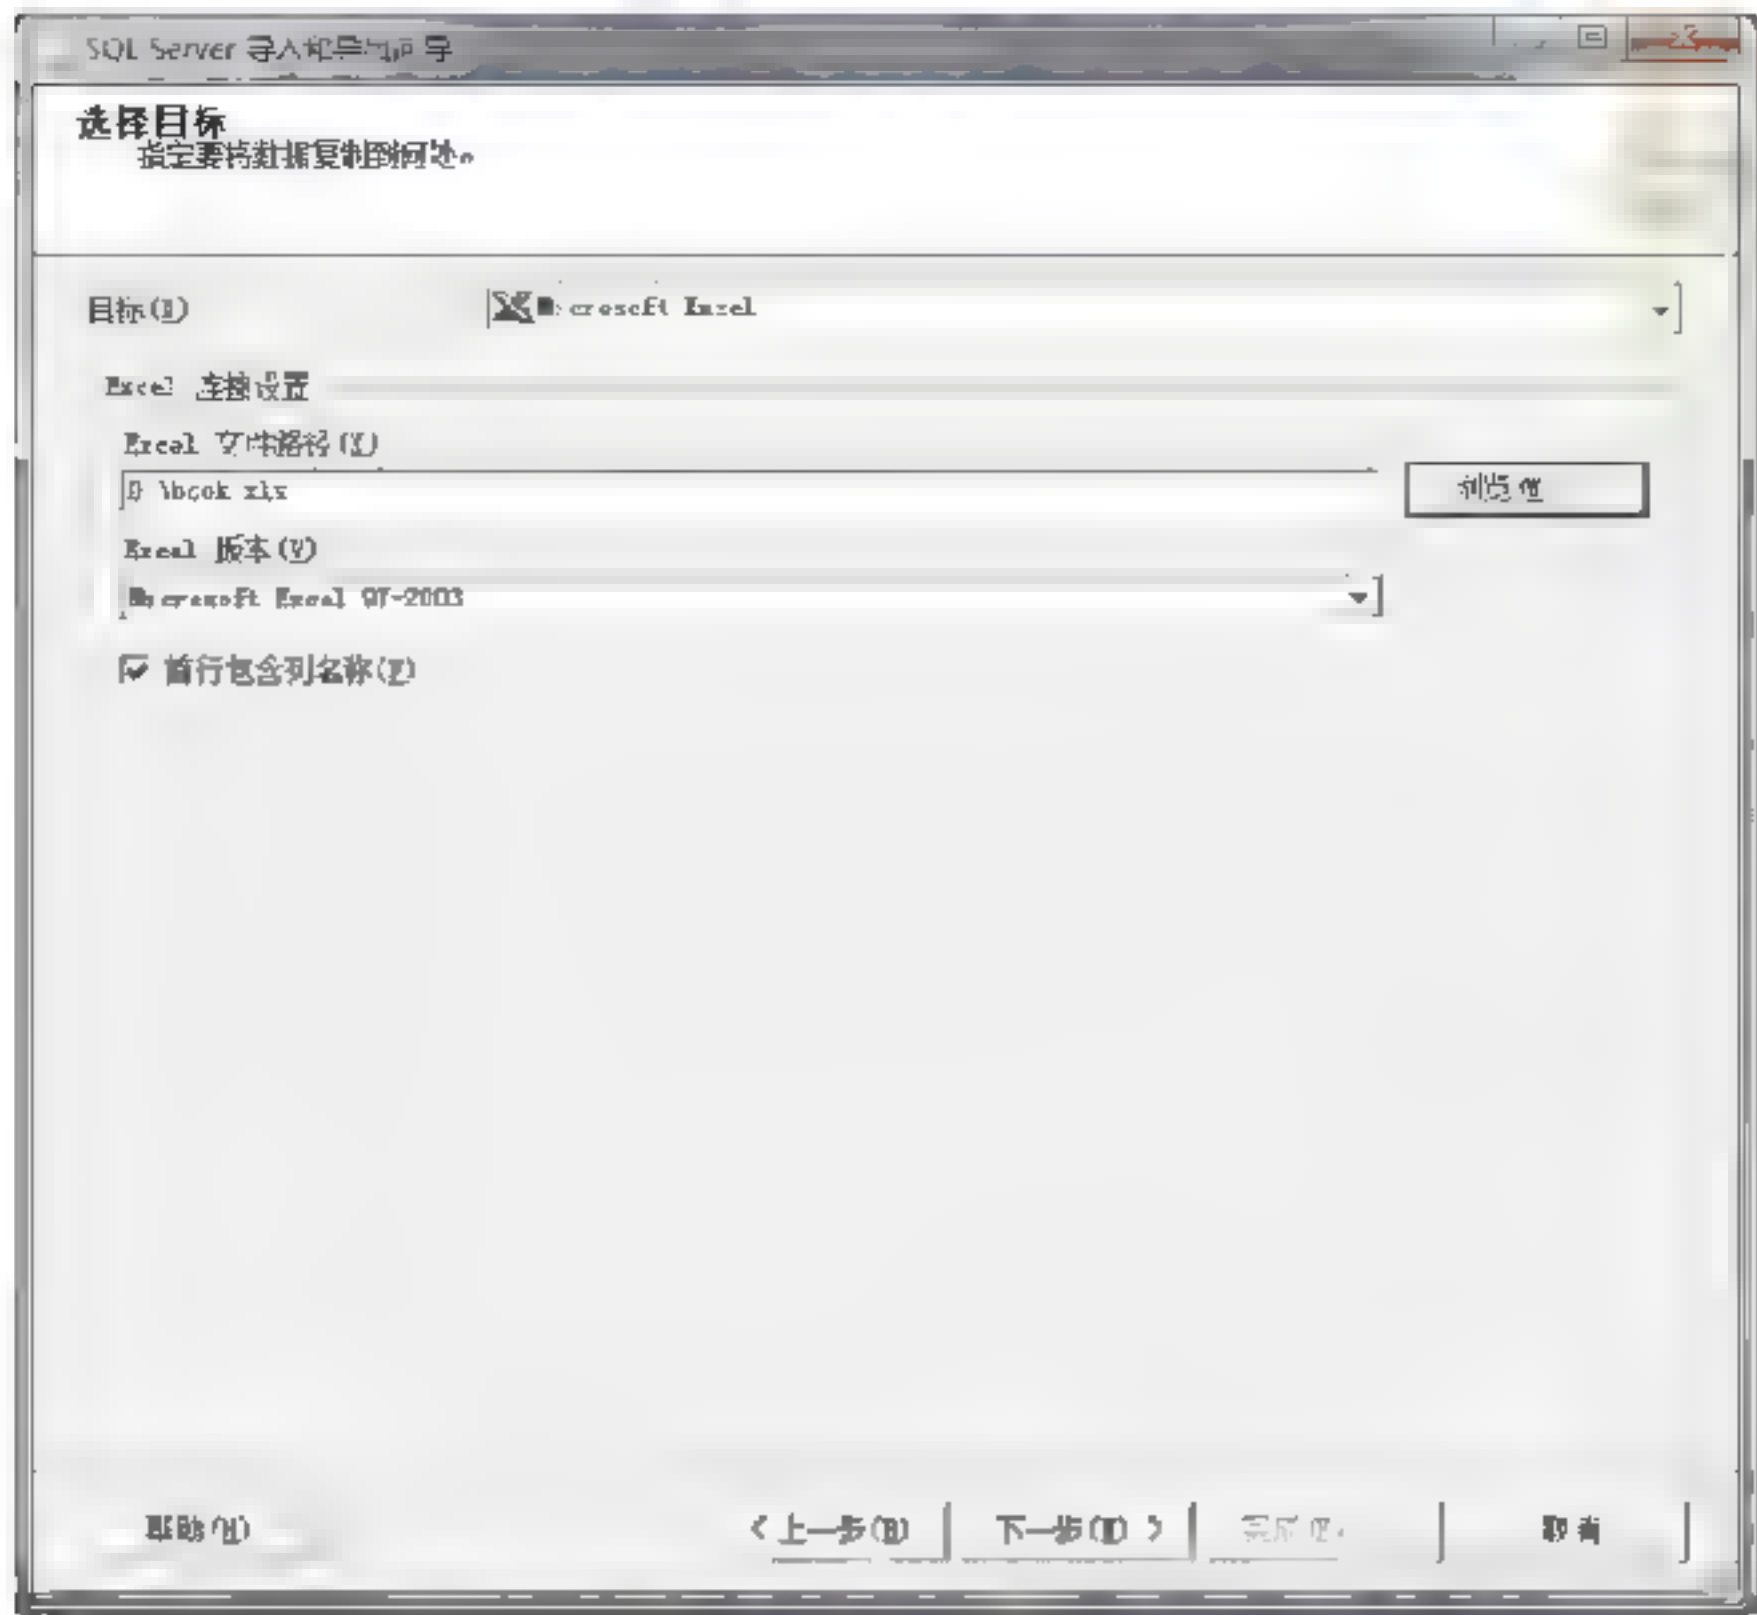 SQL Server 导入和导出向导
选择目标
指定要将数据复制到何处。
目标(D)
Microsoft Excel
Excel 连接设置
Excel 文件路径(X)
D:\book.xls
浏览(W)...
Excel 版本(V)
Microsoft Excel 97-2003
首行包含列名称(F)
帮助(H)
< 上一步(B)
下一步(N) >
完成(F)
取消